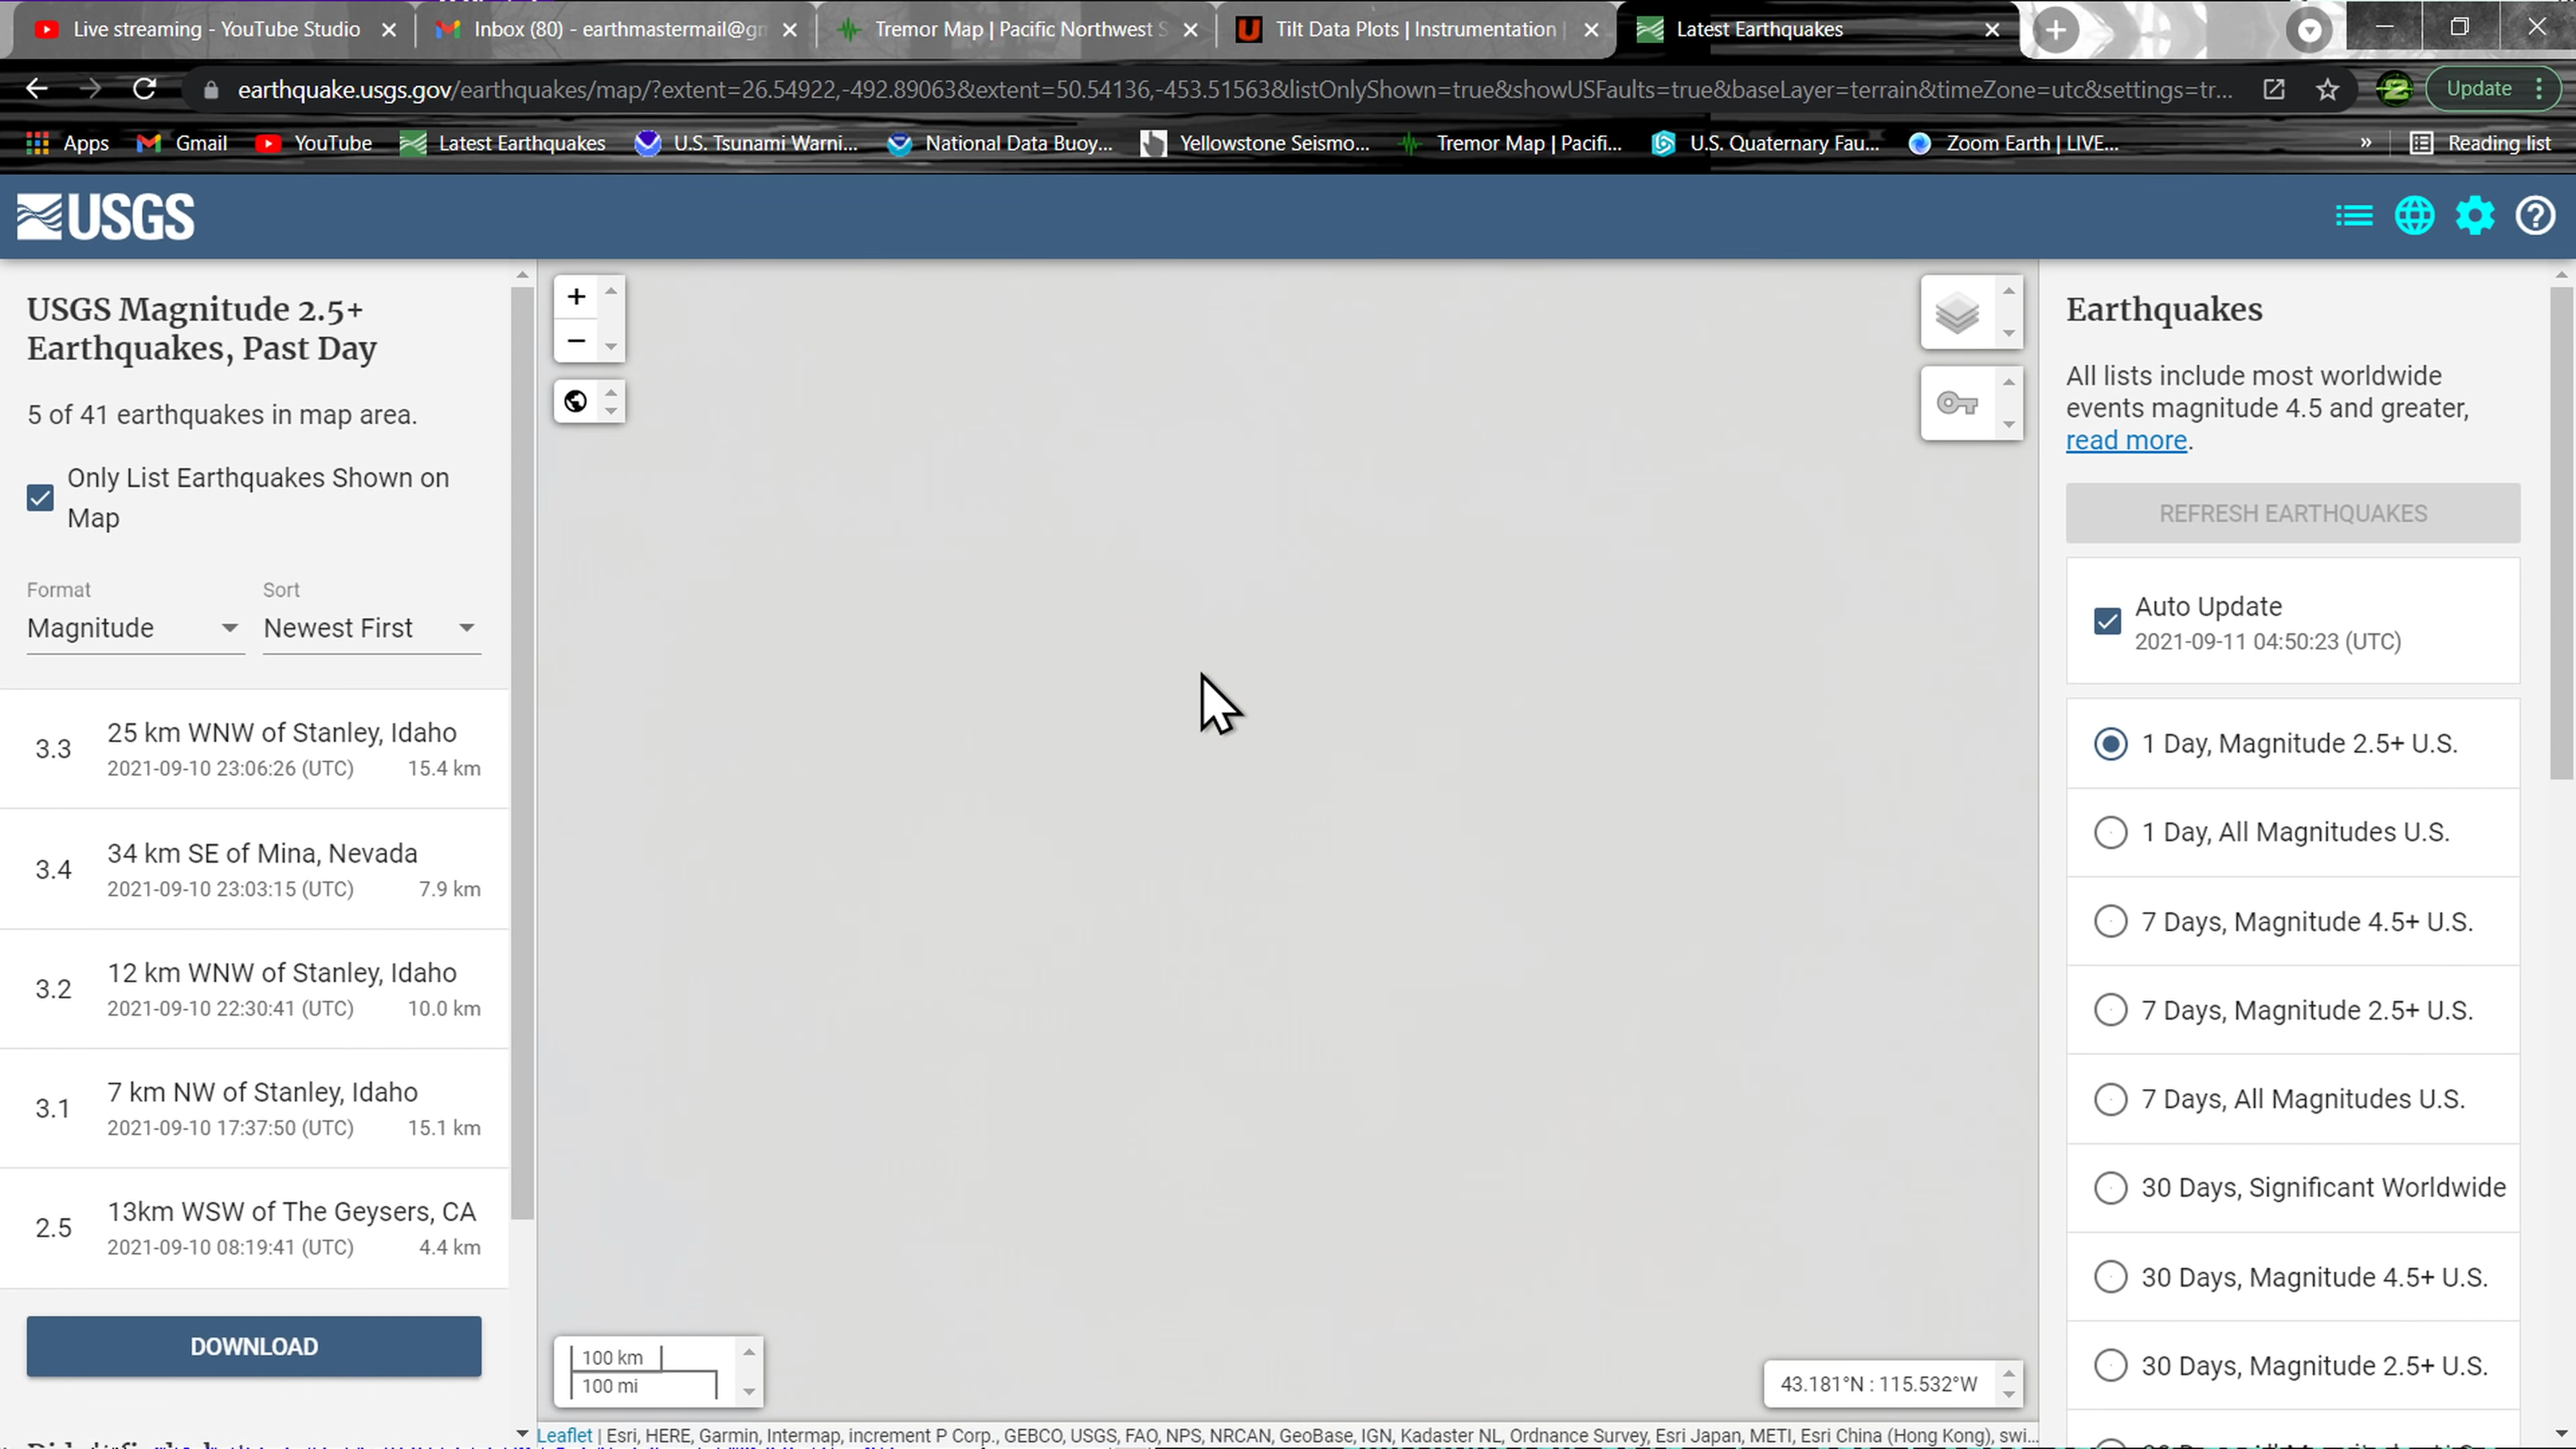 Live streaming - YouTube Studio
Inbox (80) - earthmastermail@gm
Tremor Map | Pacific Northwest S
Tilt Data Plots | Instrumentation |
Latest Earthquakes
earthquake.usgs.gov/earthquakes/map/?extent=26.54922,-492.89063&extent=50.54136,-453.51563&listOnlyShown=true&showUSFaults=true&baseLayer=terrain&timeZone=utc&settings=tr...
Update
Apps
Gmail
YouTube
Latest Earthquakes
U.S. Tsunami Warni...
National Data Buoy...
Yellowstone Seismo...
Tremor Map | Pacifi...
U.S. Quaternary Fau...
Zoom Earth | LIVE...
»
Reading list
USGS
USGS Magnitude 2.5+
Earthquakes, Past Day
5 of 41 earthquakes in map area.
Only List Earthquakes Shown on
Map
Format
Magnitude
Sort
Newest First
3.3
25 km WNW of Stanley, Idaho
2021-09-10 23:06:26 (UTC) 15.4 km
3.4
34 km SE of Mina, Nevada
2021-09-10 23:03:15 (UTC) 7.9 km
3.2
12 km WNW of Stanley, Idaho
2021-09-10 22:30:41 (UTC) 10.0 km
3.1
7 km NW of Stanley, Idaho
2021-09-10 17:37:50 (UTC) 15.1 km
2.5
13km WSW of The Geysers, CA
2021-09-10 08:19:41 (UTC) 4.4 km
DOWNLOAD
+
−
100 km
100 mi
43.181°N : 115.532°W
Leaflet | Esri, HERE, Garmin, Intermap, increment P Corp., GEBCO, USGS, FAO, NPS, NRCAN, GeoBase, IGN, Kadaster NL, Ordnance Survey, Esri Japan, METI, Esri China (Hong Kong), swi...
Earthquakes
All lists include most worldwide
events magnitude 4.5 and greater,
read more.
REFRESH EARTHQUAKES
Auto Update
2021-09-11 04:50:23 (UTC)
1 Day, Magnitude 2.5+ U.S.
1 Day, All Magnitudes U.S.
7 Days, Magnitude 4.5+ U.S.
7 Days, Magnitude 2.5+ U.S.
7 Days, All Magnitudes U.S.
30 Days, Significant Worldwide
30 Days, Magnitude 4.5+ U.S.
30 Days, Magnitude 2.5+ U.S.